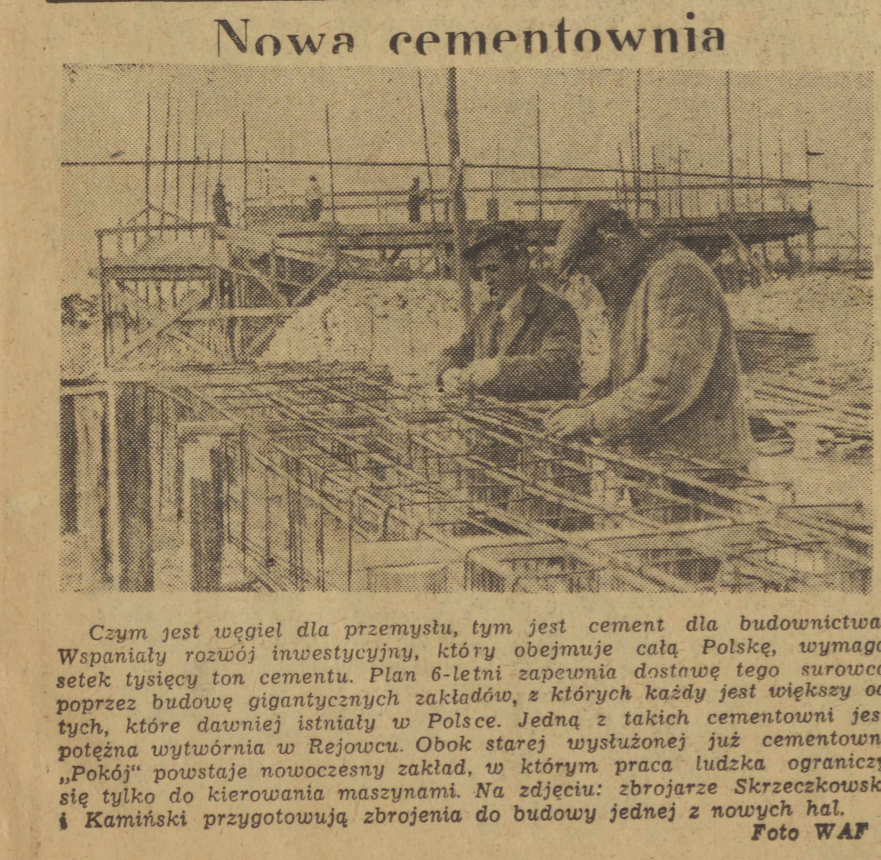 Nowa cementownia
Czym jest węgiel dla przemysłu, tym jest cement dla budownictwa
Wspaniały rozwój inwestycyjny, który obejmuje całą Polskę, wymaga
setek tysięcy ton cementu. Plan 6-letni zapewnia dostawę tego surowca
poprzez budowę gigantycznych zakładów, z których każdy jest większy od
tych, które dawniej istniały w Polsce. Jedną z takich cementowni jes
potężna wytwórnia w Rejowcu. Obok starej wysłużonej już cementown
„Pokój“ powstaje nowoczesny zakład, w którym praca ludzka ograniczy
się tylko do kierowania maszynami. Na zdjęciu: zbrojarze Skrzeczkowsk
i Kamiński przygotowują zbrojenia do budowy jednej z nowych hal.
Foto WAF